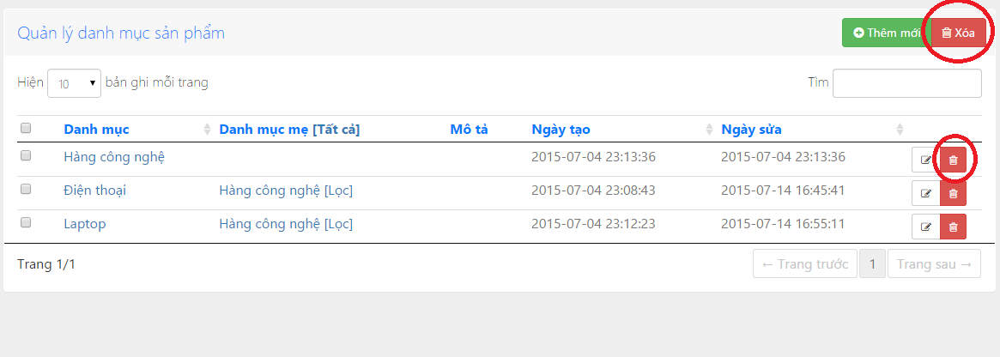 Quản lý danh mục sản phẩm Thêm mới Xóa
Hiện 10 bản ghi mỗi trang Tìm
Danh mục Danh mục mẹ [Tất cả] Mô tả Ngày tạo Ngày sửa
Hàng công nghệ 2015-07-04 23:13:36 2015-07-04 23:13:36
Điện thoại Hàng công nghệ [Lọc] 2015-07-04 23:08:43 2015-07-14 16:45:41
Laptop Hàng công nghệ [Lọc] 2015-07-04 23:12:23 2015-07-14 16:55:11
Trang 1/1 ← Trang trước 1 Trang sau →